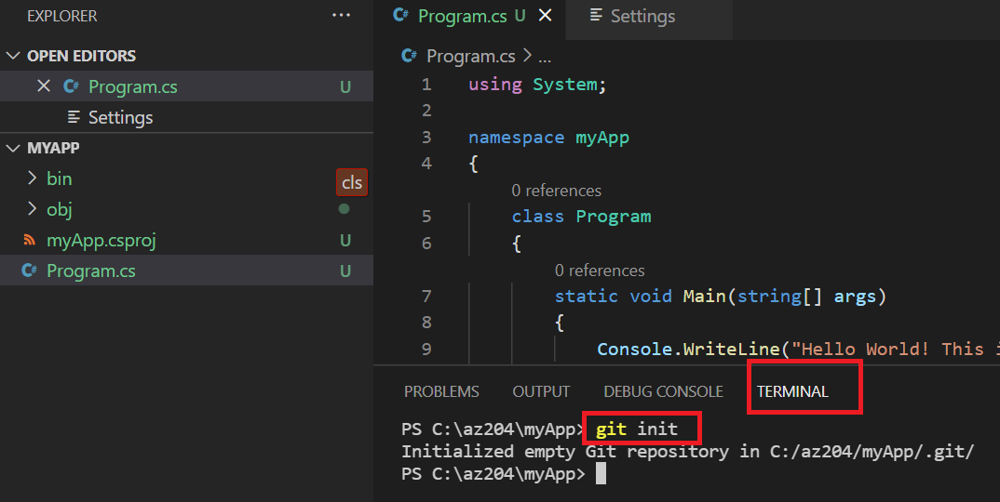 EXPLORER ···
OPEN EDITORS
Program.cs U
Settings
MYAPP
bin
cls
obj
myApp.csproj U
Program.cs U
Program.cs U
Settings
Program.cs > ...
1 using System;
2
3 namespace myApp
4 {
0 references
5 class Program
6 {
0 references
7 static void Main(string[] args)
8 {
9 Console.WriteLine("Hello World! This i
PROBLEMS OUTPUT DEBUG CONSOLE TERMINAL
PS C:\az204\myApp> git init
Initialized empty Git repository in C:/az204/myApp/.git/
PS C:\az204\myApp>